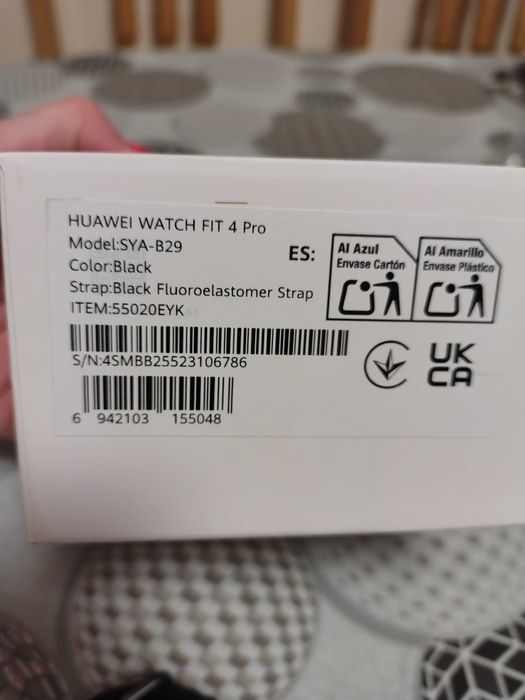 HUAWEI WATCH FIT 4 Pro
Model:SYA-B29
Color:Black
Strap:Black Fluoroelastomer Strap
ITEM:55020EYK
S/N:4SMBB25523106786
6 942103 155048
ES:
Al Azul
Envase Cartón
Al Amarillo
Envase Plástico
UK
CA